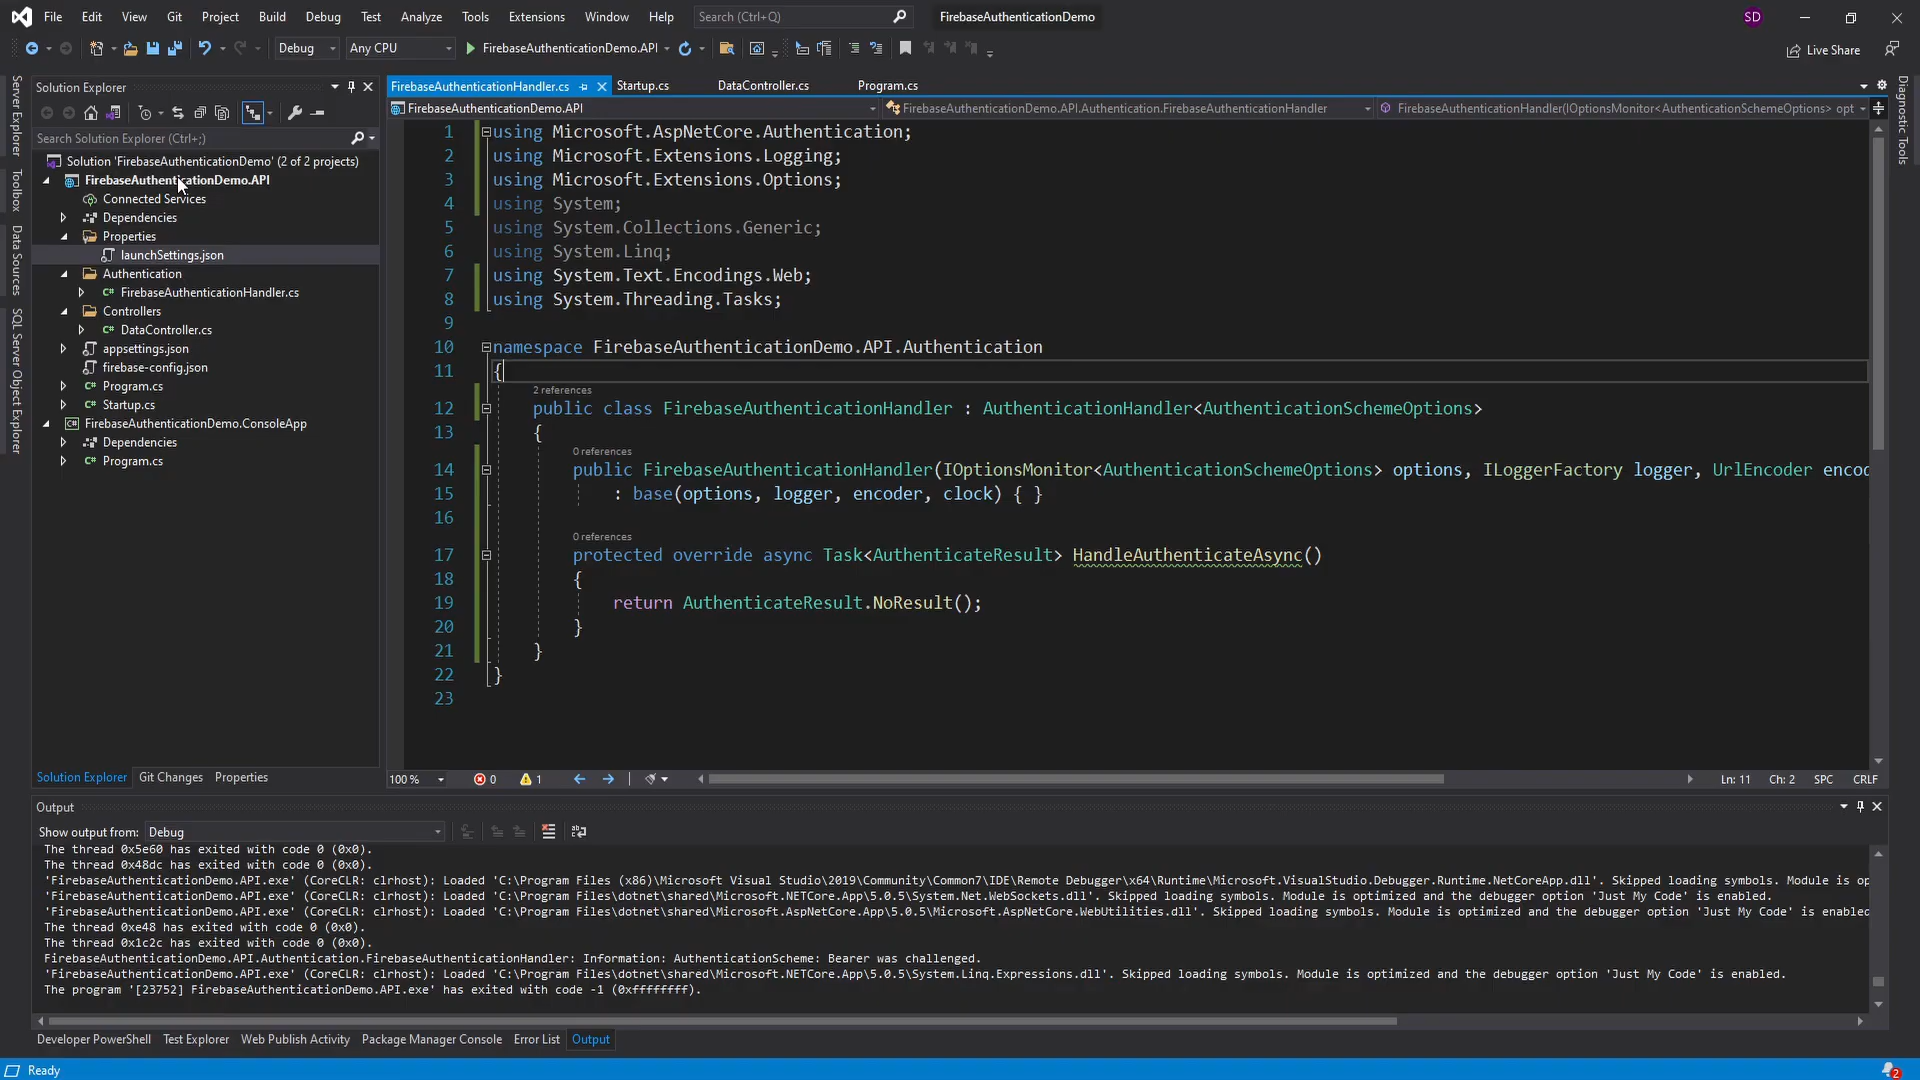 File Edit View Git Project Build Debug Test Analyze Tools Extensions Window Help Search (Ctrl+Q) FirebaseAuthenticationDemo SD
Debug Any CPU FirebaseAuthenticationDemo.API Live Share
Server Explorer
Toolbox
Data Sources
SQL Server Object Explorer
Solution Explorer
Search Solution Explorer (Ctrl+;)
Solution 'FirebaseAuthenticationDemo' (2 of 2 projects)
FirebaseAuthenticationDemo.API
Connected Services
Dependencies
Properties
launchSettings.json
Authentication
C# FirebaseAuthenticationHandler.cs
Controllers
C# DataController.cs
appsettings.json
firebase-config.json
C# Program.cs
C# Startup.cs
C# FirebaseAuthenticationDemo.ConsoleApp
Dependencies
C# Program.cs
Solution Explorer Git Changes Properties
FirebaseAuthenticationHandler.cs Startup.cs DataController.cs Program.cs
FirebaseAuthenticationDemo.API FirebaseAuthenticationDemo.API.Authentication.FirebaseAuthenticationHandler FirebaseAuthenticationHandler(IOptionsMonitor<AuthenticationSchemeOptions> opt
1 using Microsoft.AspNetCore.Authentication;
2 using Microsoft.Extensions.Logging;
3 using Microsoft.Extensions.Options;
4 using System;
5 using System.Collections.Generic;
6 using System.Linq;
7 using System.Text.Encodings.Web;
8 using System.Threading.Tasks;
9
10 namespace FirebaseAuthenticationDemo.API.Authentication
11 {
2 references
12 public class FirebaseAuthenticationHandler : AuthenticationHandler<AuthenticationSchemeOptions>
13 {
0 references
14 public FirebaseAuthenticationHandler(IOptionsMonitor<AuthenticationSchemeOptions> options, ILoggerFactory logger, UrlEncoder encod
15 : base(options, logger, encoder, clock) { }
16
0 references
17 protected override async Task<AuthenticateResult> HandleAuthenticateAsync()
18 {
19 return AuthenticateResult.NoResult();
20 }
21 }
22 }
23
100 % 0 1 Ln: 11 Ch: 2 SPC CRLF
Diagnostic Tools
Output
Show output from: Debug
The thread 0x5e60 has exited with code 0 (0x0).
The thread 0x48dc has exited with code 0 (0x0).
'FirebaseAuthenticationDemo.API.exe' (CoreCLR: clrhost): Loaded 'C:\Program Files (x86)\Microsoft Visual Studio\2019\Community\Common7\IDE\Remote Debugger\x64\Runtime\Microsoft.VisualStudio.Debugger.Runtime.NetCoreApp.dll'. Skipped loading symbols. Module is op
'FirebaseAuthenticationDemo.API.exe' (CoreCLR: clrhost): Loaded 'C:\Program Files\dotnet\shared\Microsoft.NETCore.App\5.0.5\System.Net.WebSockets.dll'. Skipped loading symbols. Module is optimized and the debugger option 'Just My Code' is enabled.
'FirebaseAuthenticationDemo.API.exe' (CoreCLR: clrhost): Loaded 'C:\Program Files\dotnet\shared\Microsoft.AspNetCore.App\5.0.5\Microsoft.AspNetCore.WebUtilities.dll'. Skipped loading symbols. Module is optimized and the debugger option 'Just My Code' is enabled
The thread 0xe48 has exited with code 0 (0x0).
The thread 0x1c2c has exited with code 0 (0x0).
FirebaseAuthenticationDemo.API.Authentication.FirebaseAuthenticationHandler: Information: AuthenticationScheme: Bearer was challenged.
'FirebaseAuthenticationDemo.API.exe' (CoreCLR: clrhost): Loaded 'C:\Program Files\dotnet\shared\Microsoft.NETCore.App\5.0.5\System.Linq.Expressions.dll'. Skipped loading symbols. Module is optimized and the debugger option 'Just My Code' is enabled.
The program '[23752] FirebaseAuthenticationDemo.API.exe' has exited with code -1 (0xffffffff).
Developer PowerShell Test Explorer Web Publish Activity Package Manager Console Error List Output
Ready 2